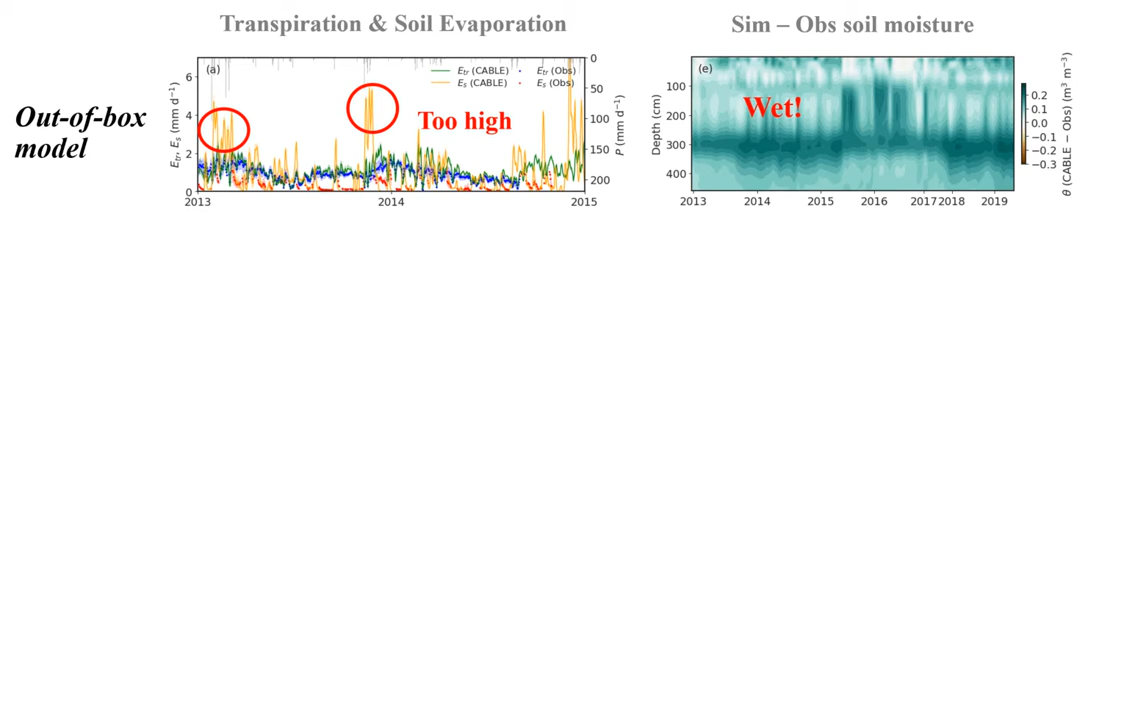 Transpiration & Soil Evaporation
Sim – Obs soil moisture
Out-of-box
model
(a)
E_tr (CABLE)
E_s (CABLE)
E_tr (Obs)
E_s (Obs)
Too high
E_tr, E_s (mm d⁻¹)
6
4
2
0
2013
2014
2015
0
50
100
150
200
P (mm d⁻¹)
(e)
Wet!
Depth (cm)
100
200
300
400
2013
2014
2015
2016
2017
2018
2019
0.2
0.1
0.0
−0.1
−0.2
−0.3
θ (CABLE − Obs) (m³ m⁻³)